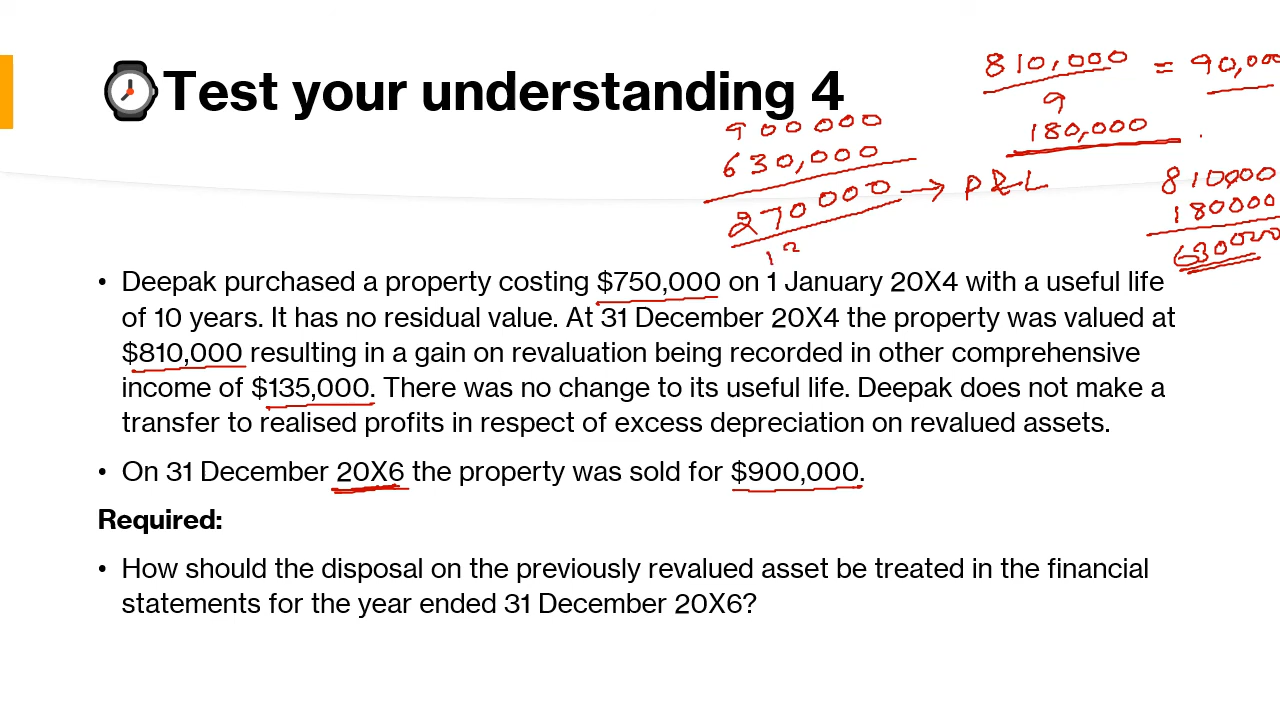 Test your understanding 4
810,000 = 90,000
9
180,000
900000
630,000
270000 → P&L
810,000
180000
630000
• Deepak purchased a property costing $750,000 on 1 January 20X4 with a useful life
of 10 years. It has no residual value. At 31 December 20X4 the property was valued at
$810,000 resulting in a gain on revaluation being recorded in other comprehensive
income of $135,000. There was no change to its useful life. Deepak does not make a
transfer to realised profits in respect of excess depreciation on revalued assets.
• On 31 December 20X6 the property was sold for $900,000.
Required:
• How should the disposal on the previously revalued asset be treated in the financial
statements for the year ended 31 December 20X6?